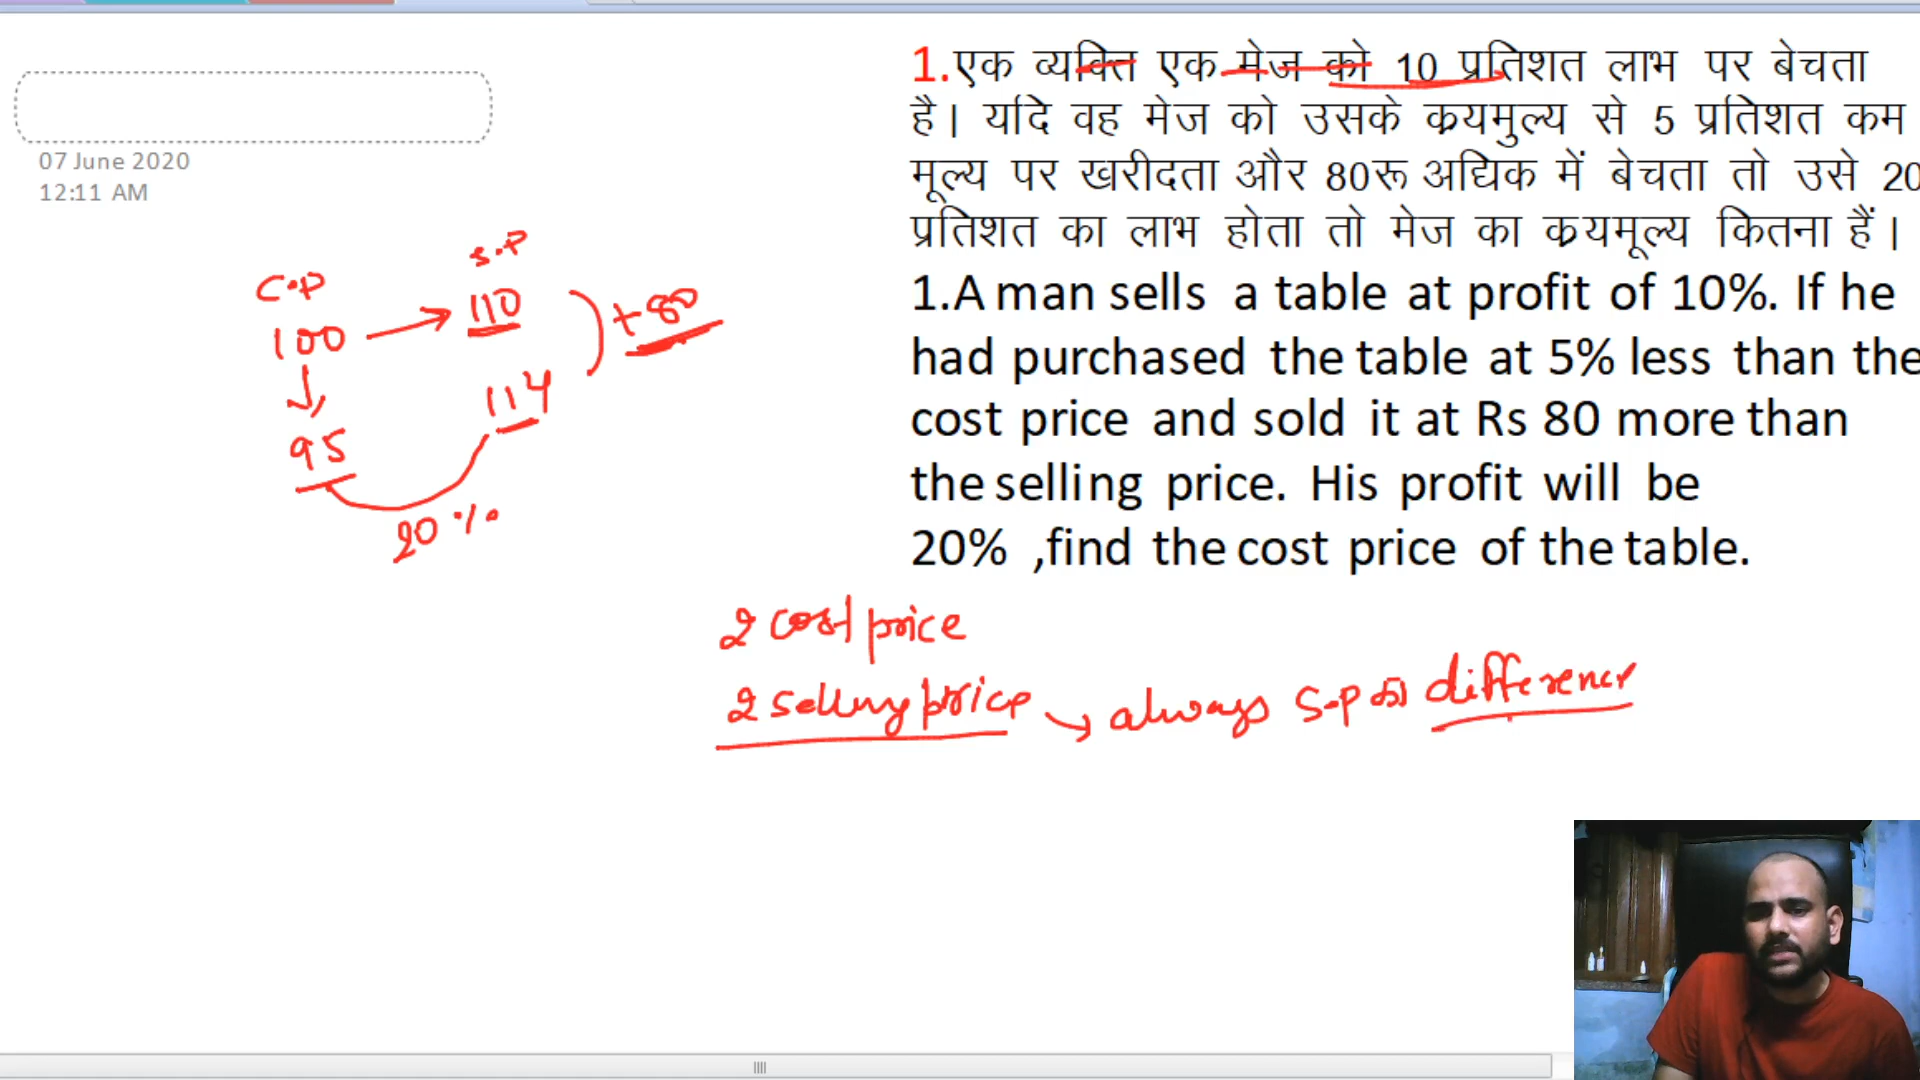 07 June 2020
12:11 AM
1.एक व्यक्ति एक मेज को 10 प्रतिशत लाभ पर बेचता
है। यदि वह मेज को उसके क्रयमुल्य से 5 प्रतिशत कम
मूल्य पर खरीदता और 80रू अद्यिक में बेचता तो उसे 20
प्रतिशत का लाभ होता तो मेज का क्रयमूल्य कितना हैं।
1.A man sells a table at profit of 10%. If he
had purchased the table at 5% less than the
cost price and sold it at Rs 80 more than
the selling price. His profit will be
20% ,find the cost price of the table.
C.P S.P
100 → 110 +80
↓
95 114
20%
2 cost price
2 selling price → always S.P का difference